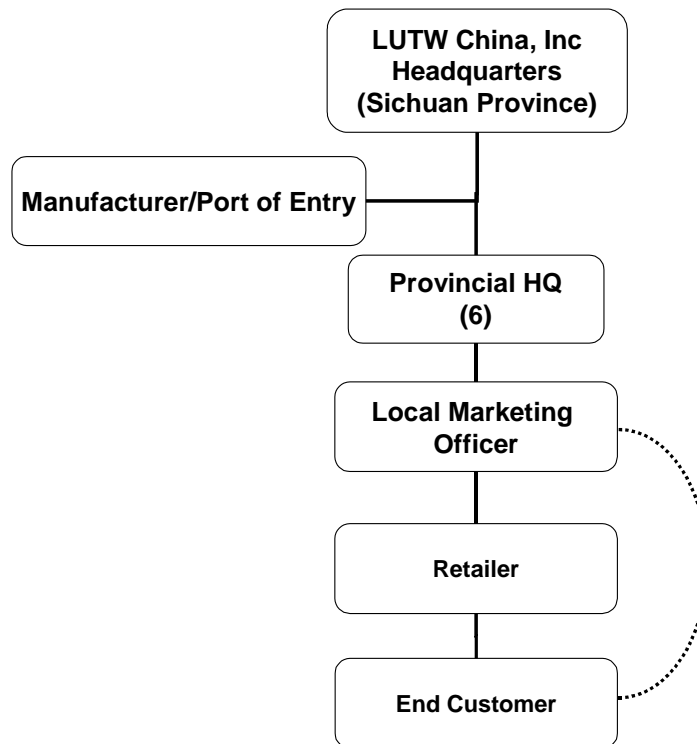 LUTW China, Inc
Headquarters
(Sichuan Province)
Manufacturer/Port of Entry
Provincial HQ
(6)
Local Marketing
Officer
Retailer
End Customer